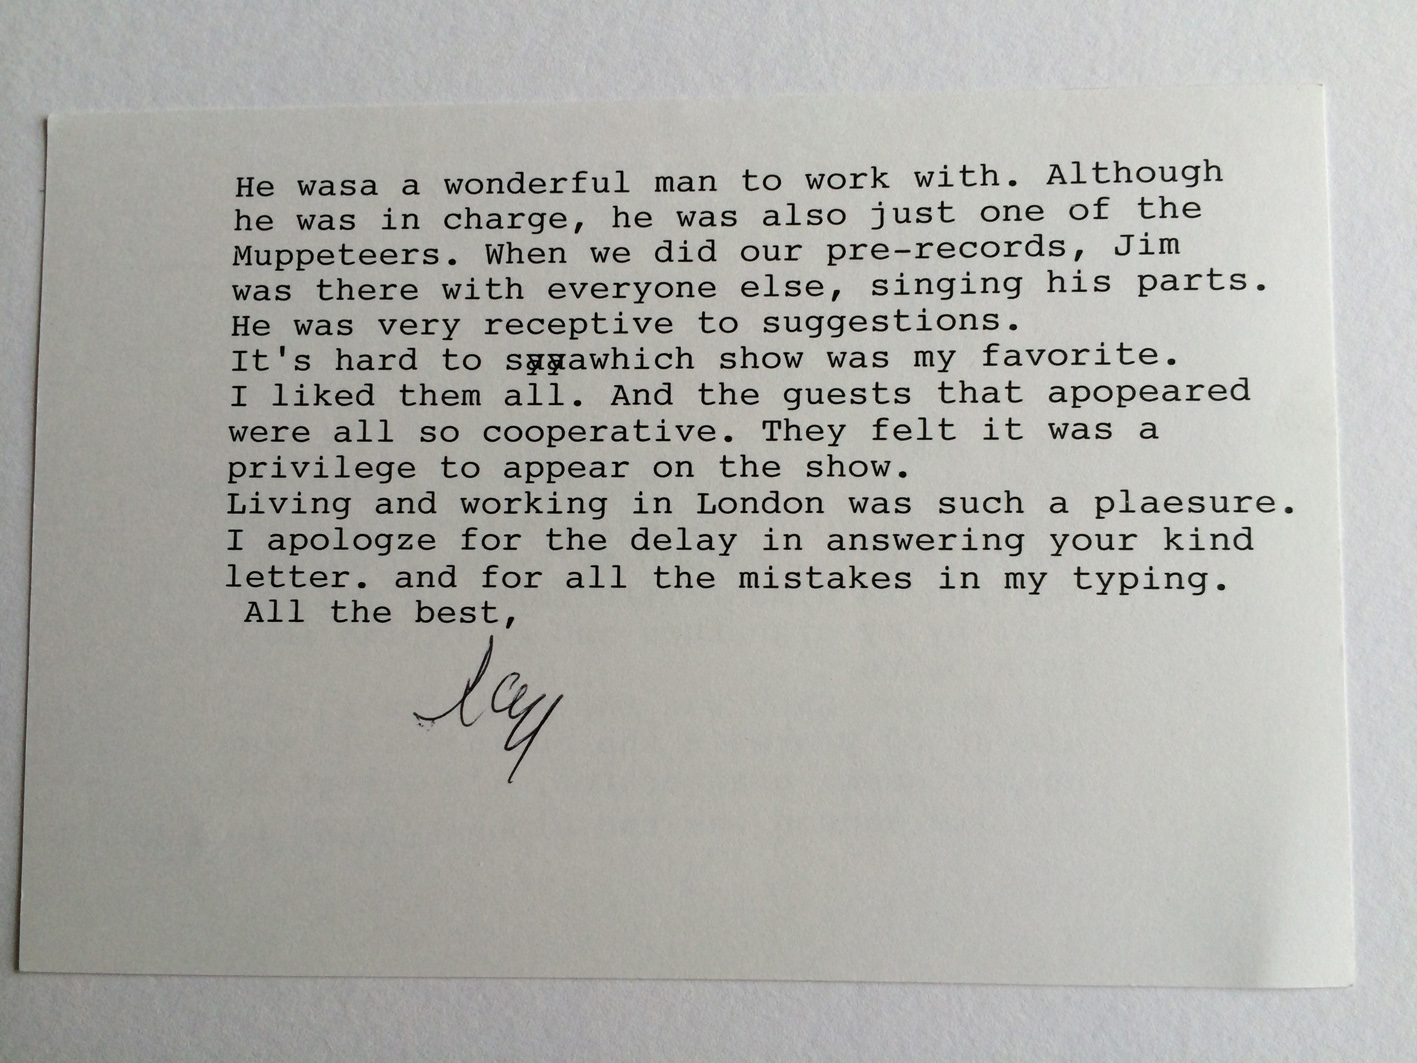 He wasa a wonderful man to work with. Although
he was in charge, he was also just one of the
Muppeteers. When we did our pre-records, Jim
was there with everyone else, singing his parts.
He was very receptive to suggestions.
It's hard to syyyawhich show was my favorite.
I liked them all. And the guests that apopeared
were all so cooperative. They felt it was a
privilege to appear on the show.
Living and working in London was such a plaesure.
I apologze for the delay in answering your kind
letter. and for all the mistakes in my typing.
All the best,